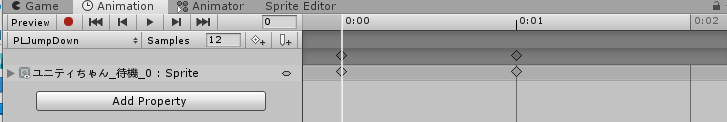 Game Animation Animator Sprite Editor
Preview 0 0:00 0:01 0:02
PLJumpDown Samples 12
ユニティちゃん_待機_0 : Sprite
Add Property